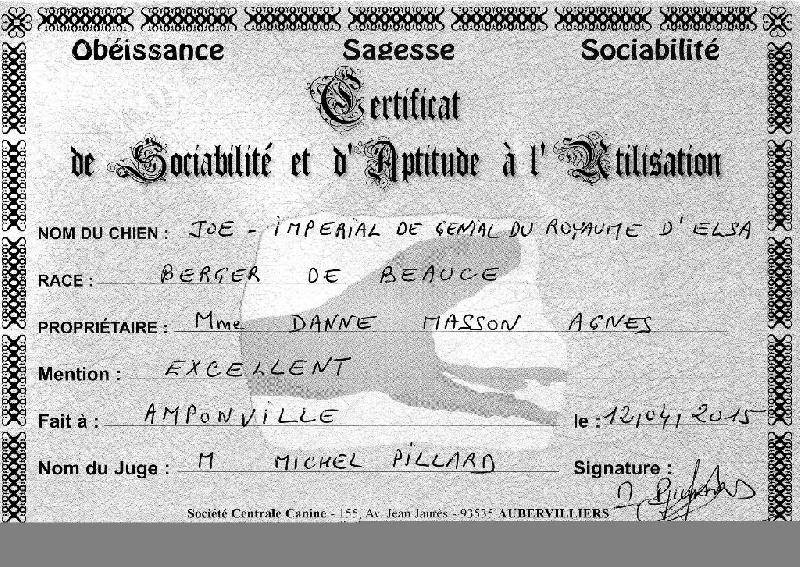 Obéissance Sagesse Sociabilité
Certificat
de Sociabilité et d'Aptitude à l'Utilisation
NOM DU CHIEN : JOE - IMPERIAL DE GENIAL DU ROYAUME D'ELSA
RACE : BERGER DE BEAUCE
PROPRIÉTAIRE : Mme DANNE MASSON AGNES
Mention : EXCELLENT
Fait à : AMPONVILLE le : 12,04, 2015
Nom du Juge : M MICHEL PILLARD Signature :
Société Centrale Canine - 155, Av. Jean Jaurès - 93535 AUBERVILLIERS